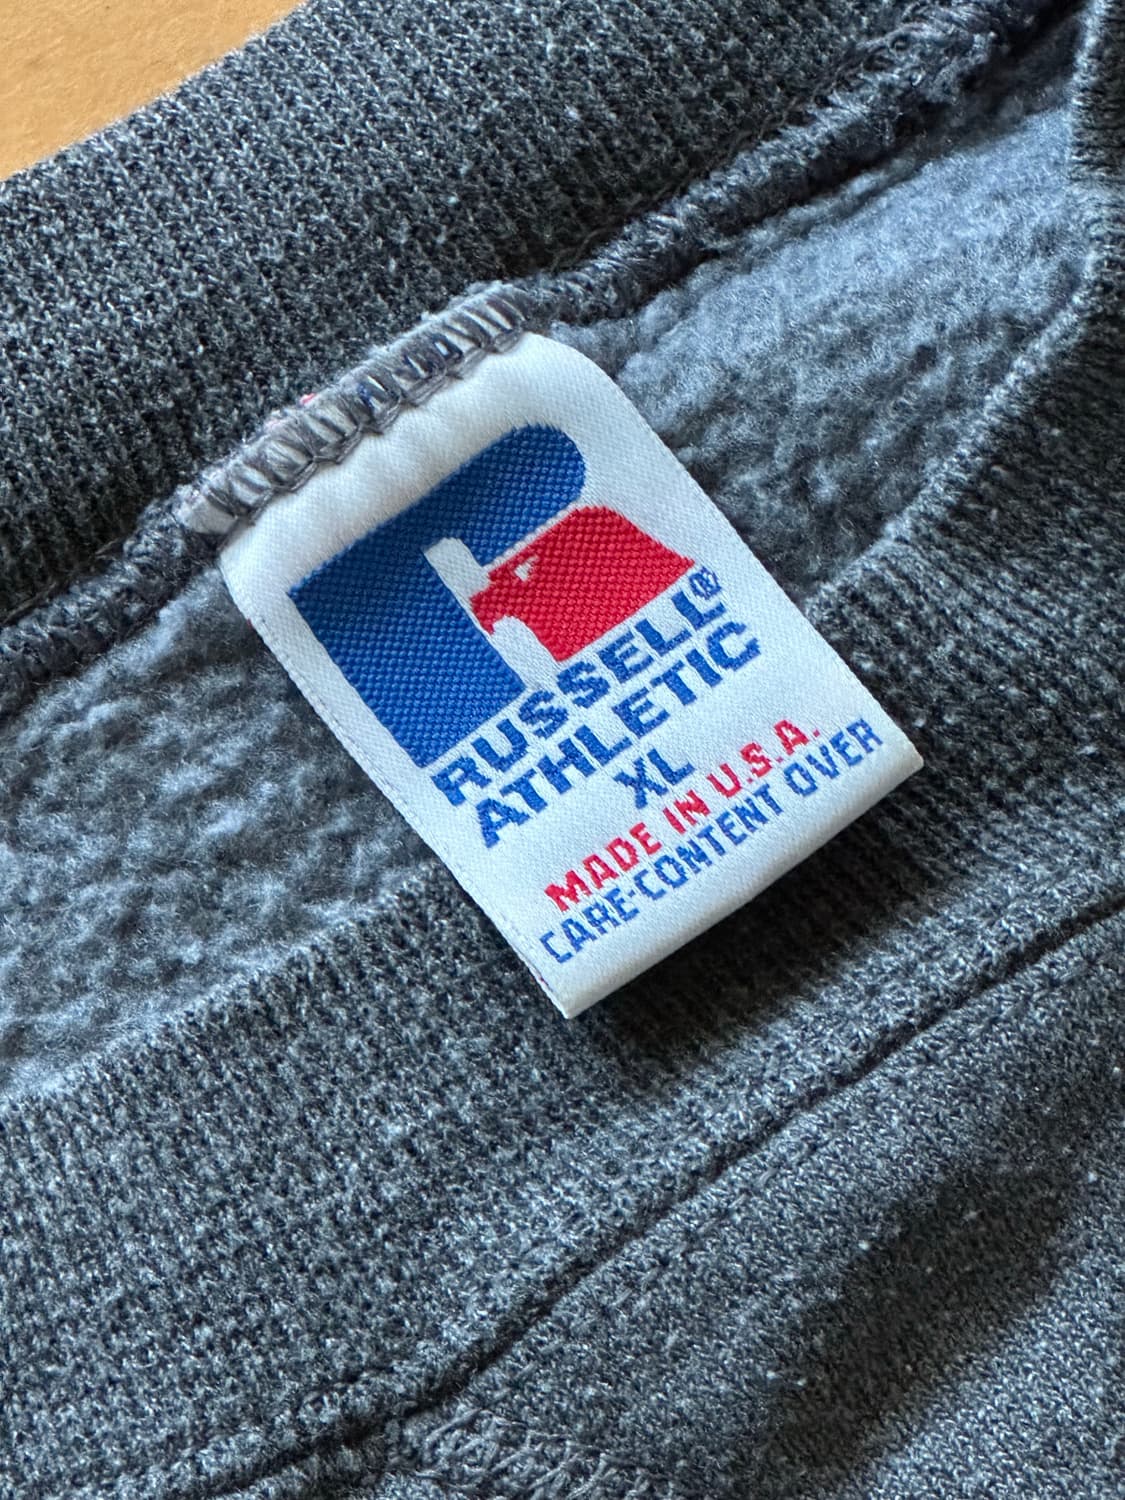 RUSSELL®
ATHLETIC
XL
MADE IN U.S.A.
CARE-CONTENT OVER